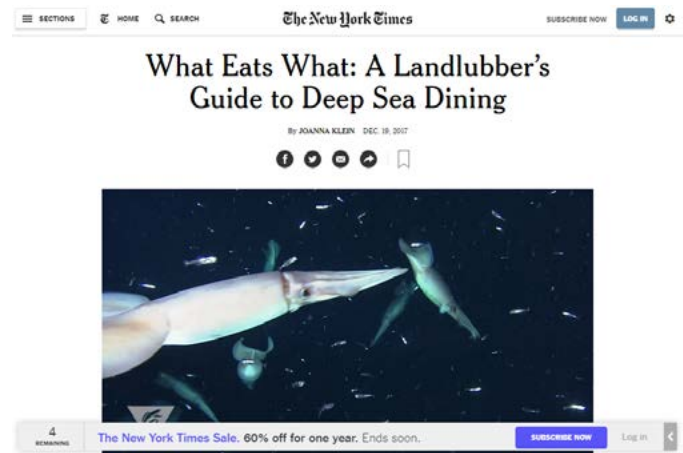 SECTIONS HOME SEARCH The New York Times SUBSCRIBE NOW LOG IN
What Eats What: A Landlubber's
Guide to Deep Sea Dining
By JOANNA KLEIN DEC. 19, 2017
4
REMAINING
The New York Times Sale. 60% off for one year. Ends soon. SUBSCRIBE NOW Log in